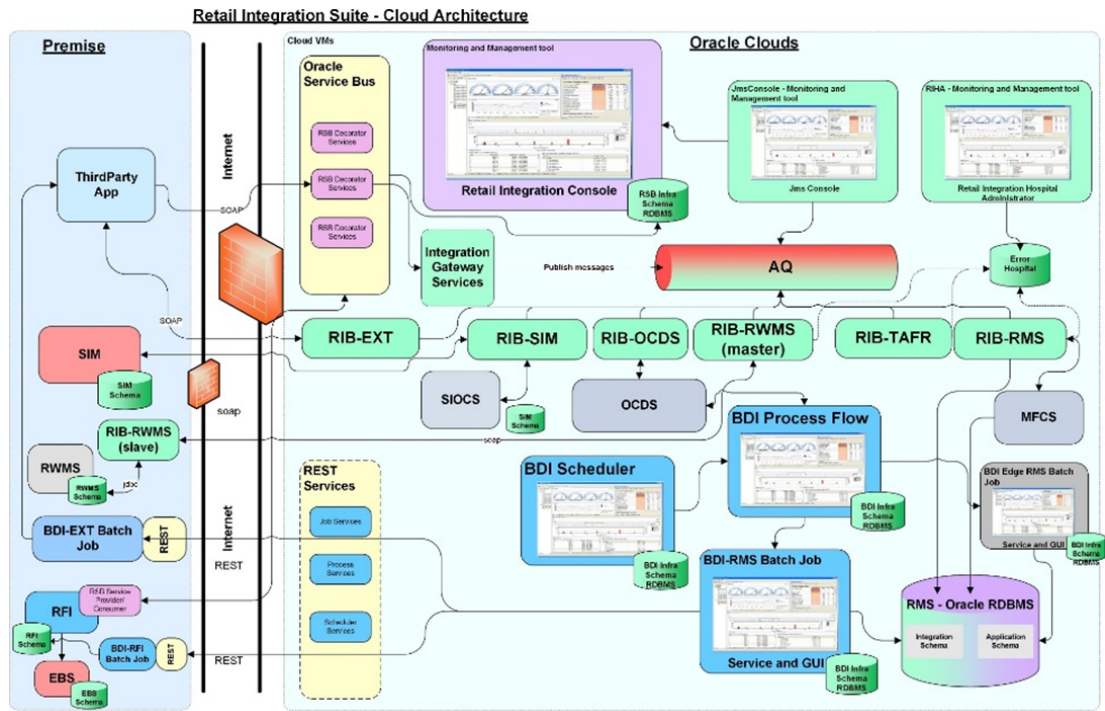 Retail Integration Suite - Cloud Architecture
Premise
Internet
Cloud VMs
Oracle Clouds
Oracle
Service Bus
RSB Decorator
Services
RSB Decorator
Services
RSB Decorator
Services
Monitoring and Management tool
Retail Integration Console
RSB Infra
Schema
RDBMS
JmsConsole - Monitoring and
Management tool
Jms Console
RIHA - Monitoring and Management tool
Retail Integration Hospital
Administrator
ThirdParty
App
SOAP
Integration
Gateway
Services
Publish messages
AQ
Error
Hospital
SOAP
RIB-EXT
RIB-SIM
RIB-OCDS
RIB-RWMS
(master)
RIB-TAFR
RIB-RMS
SIM
SIM
Schema
soap
SIOCS
SIM
Schema
OCDS
MFCS
RIB-RWMS
(slave)
soap
RWMS
RWMS
Schema
jdbc
BDI Process Flow
BDI Infra
Schema
RDBMS
BDI Scheduler
BDI Infra
Schema
RDBMS
BDI Edge RMS Batch
Job
Service and GUI
BDI Infra
Schema
RDBMS
REST
Services
Job Services
Process
Services
Scheduler
Services
BDI-EXT Batch
Job
REST
Internet
REST
BDI-RMS Batch Job
Service and GUI
BDI Infra
Schema
RDBMS
RMS - Oracle RDBMS
Integration
Schema
Application
Schema
RSB Service
Provider/
Consumer
RFI
RFI
Schema
BDI-RFI
Batch Job
REST
REST
EBS
EBS
Schema